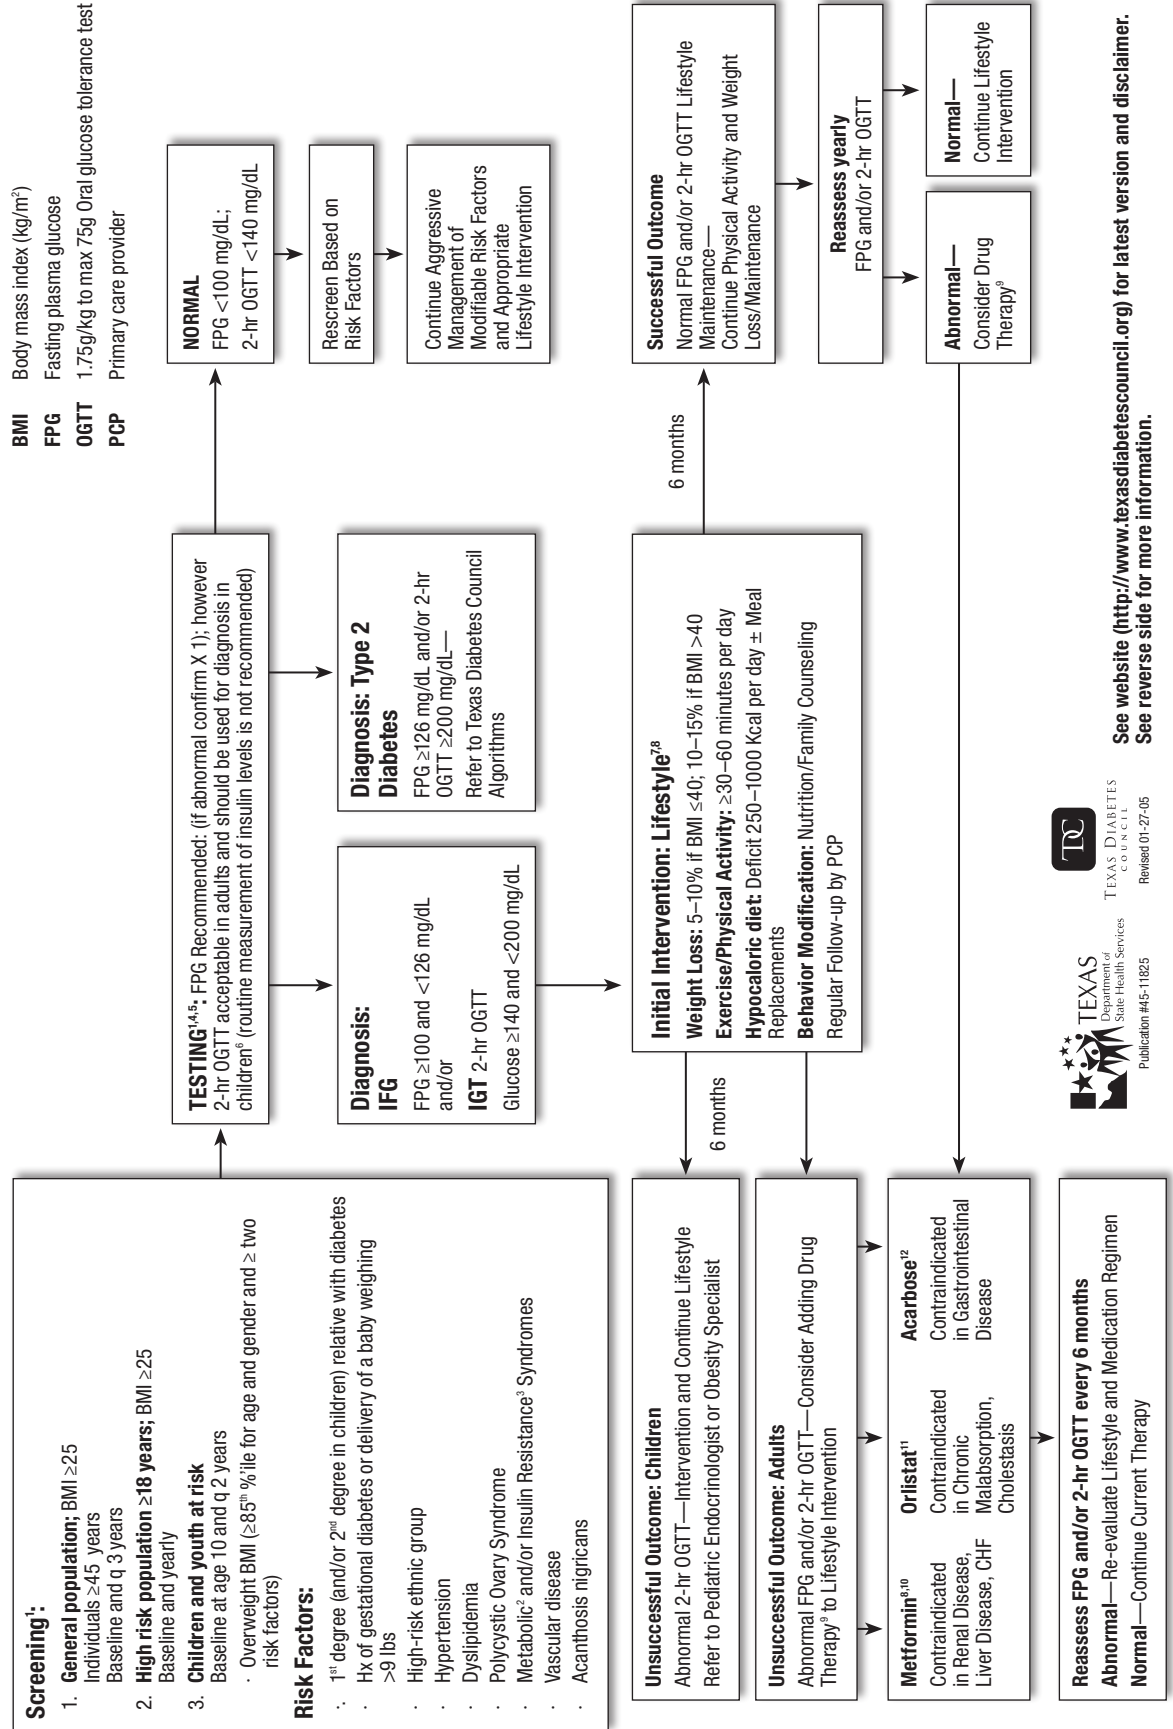 Screening¹:
1. General population; BMI ≥25
Individuals ≥45 years
Baseline and q 3 years
2. High risk population ≥18 years; BMI ≥25
Baseline and yearly
3. Children and youth at risk
Baseline at age 10 and q 2 years
· Overweight BMI (≥85th %'ile for age and gender and ≥ two
risk factors)
Risk Factors:
· 1st degree (and/or 2nd degree in children) relative with diabetes
· Hx of gestational diabetes or delivery of a baby weighing
>9 lbs
· High-risk ethnic group
· Hypertension
· Dyslipidemia
· Polycystic Ovary Syndrome
· Metabolic² and/or Insulin Resistance³ Syndromes
· Vascular disease
· Acanthosis nigricans
BMI Body mass index (kg/m²)
FPG Fasting plasma glucose
OGTT 1.75g/kg to max 75g Oral glucose tolerance test
PCP Primary care provider
TESTING¹,⁴,⁵: FPG Recommended: (if abnormal confirm X 1); however
2-hr OGTT acceptable in adults and should be used for diagnosis in
children⁶ (routine measurement of insulin levels is not recommended)
NORMAL
FPG <100 mg/dL;
2-hr OGTT <140 mg/dL
Rescreen Based on
Risk Factors
Continue Aggressive
Management of
Modifiable Risk Factors
and Appropriate
Lifestyle Intervention
Diagnosis:
IFG
FPG ≥100 and <126 mg/dL
and/or
IGT 2-hr OGTT
Glucose ≥140 and <200 mg/dL
Diagnosis: Type 2
Diabetes
FPG ≥126 mg/dL and/or 2-hr
OGTT ≥200 mg/dL—
Refer to Texas Diabetes Council
Algorithms
Initial Intervention: Lifestyle⁷,⁸
Weight Loss: 5–10% if BMI ≤40; 10–15% if BMI >40
Exercise/Physical Activity: ≥30–60 minutes per day
Hypocaloric diet: Deficit 250–1000 Kcal per day ± Meal
Replacements
Behavior Modification: Nutrition/Family Counseling
Regular Follow-up by PCP
6 months
6 months
Successful Outcome
Normal FPG and/or 2-hr OGTT Lifestyle
Maintenance—
Continue Physical Activity and Weight
Loss/Maintenance
Reassess yearly
FPG and/or 2-hr OGTT
Abnormal—
Consider Drug
Therapy⁹
Normal—
Continue Lifestyle
Intervention
Unsuccessful Outcome: Children
Abnormal 2-hr OGTT—Intervention and Continue Lifestyle
Refer to Pediatric Endocrinologist or Obesity Specialist
Unsuccessful Outcome: Adults
Abnormal FPG and/or 2-hr OGTT—Consider Adding Drug
Therapy⁹ to Lifestyle Intervention
Metformin⁸,¹⁰
Contraindicated
in Renal Disease,
Liver Disease, CHF
Orlistat¹¹
Contraindicated
in Chronic
Malabsorption,
Cholestasis
Acarbose¹²
Contraindicated
in Gastrointestinal
Disease
Reassess FPG and/or 2-hr OGTT every 6 months
Abnormal—Re-evaluate Lifestyle and Medication Regimen
Normal—Continue Current Therapy
TEXAS
Department of
State Health Services
Publication #45-11825
TDC
TEXAS DIABETES
COUNCIL
Revised 01-27-05
See website (http://www.texasdiabetescouncil.org) for latest version and disclaimer.
See reverse side for more information.